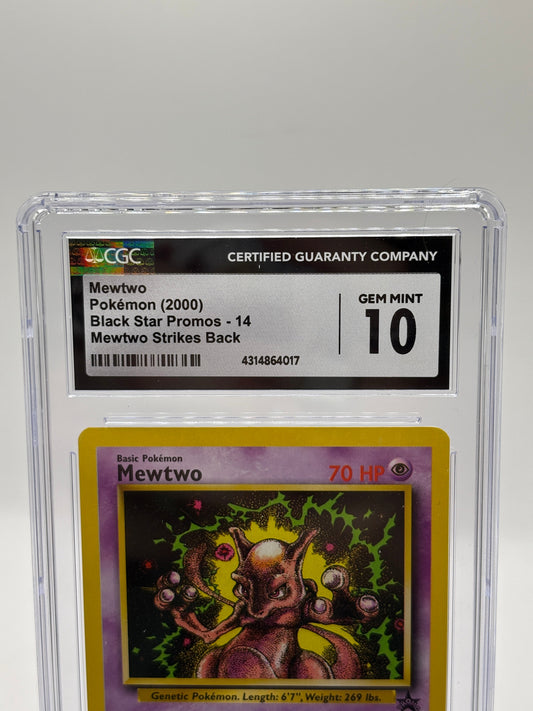 CGC
CERTIFIED GUARANTY COMPANY
Mewtwo
Pokémon (2000)
Black Star Promos - 14
Mewtwo Strikes Back
4314864017
GEM MINT
10
Basic Pokémon
Mewtwo
70 HP
Genetic Pokémon. Length: 6'7", Weight: 269 lbs.